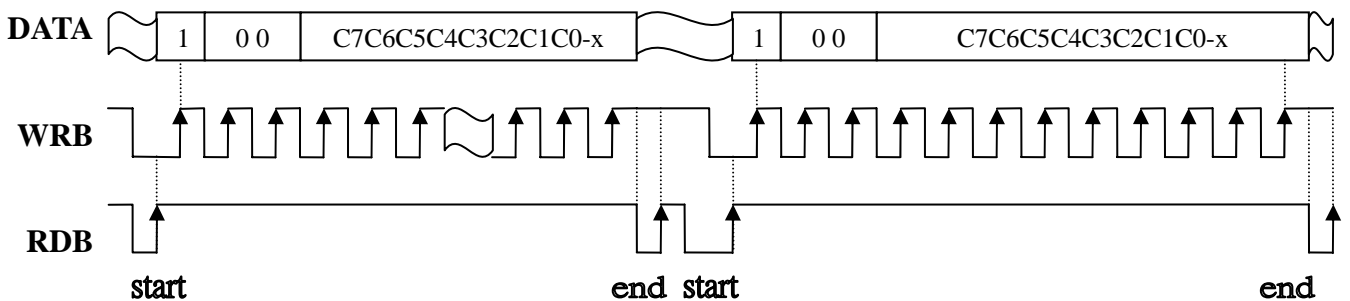 DATA 1 0 0 C7C6C5C4C3C2C1C0-x 1 0 0 C7C6C5C4C3C2C1C0-x
WRB
RDB
start end start end